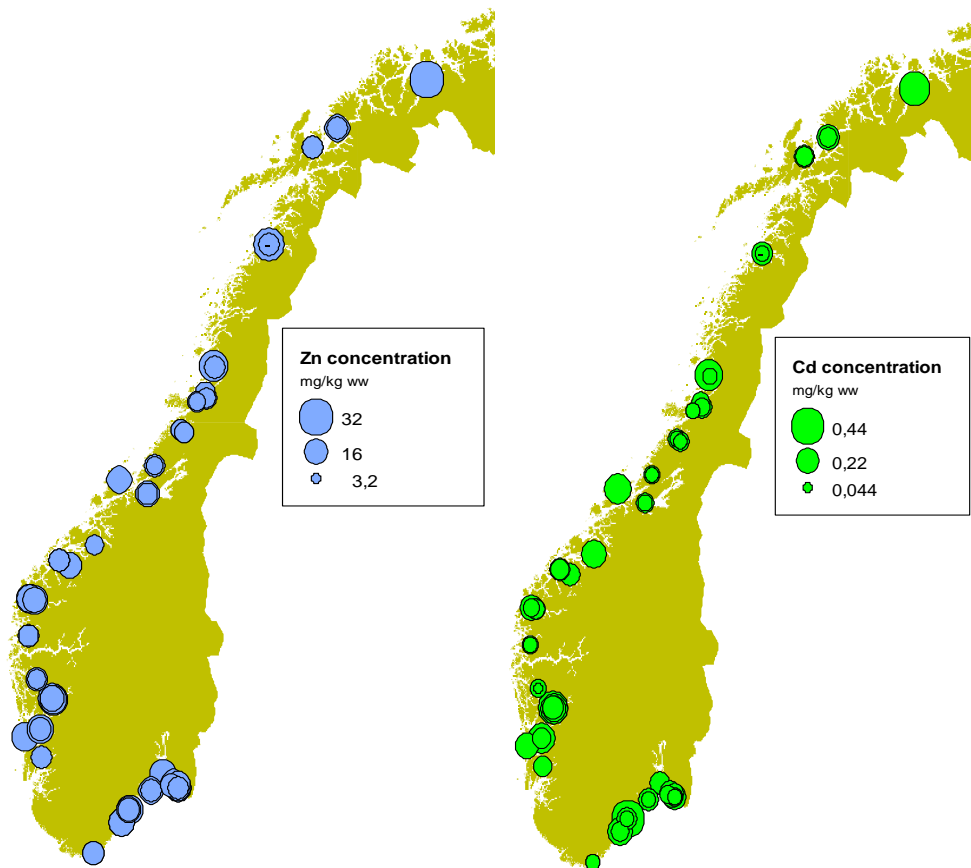 Zn concentration
mg/kg ww
32
16
3,2
Cd concentration
mg/kg ww
0,44
0,22
0,044